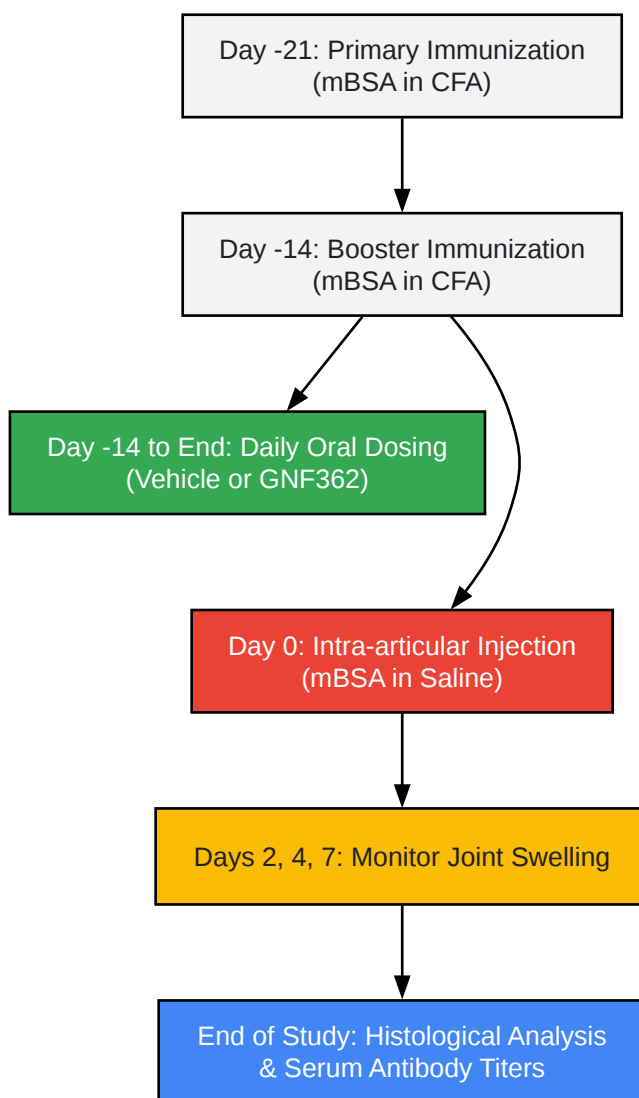 Day -21: Primary Immunization
(mBSA in CFA)
Day -14: Booster Immunization
(mBSA in CFA)
Day -14 to End: Daily Oral Dosing
(Vehicle or GNF362)
Day 0: Intra-articular Injection
(mBSA in Saline)
Days 2, 4, 7: Monitor Joint Swelling
End of Study: Histological Analysis
& Serum Antibody Titers